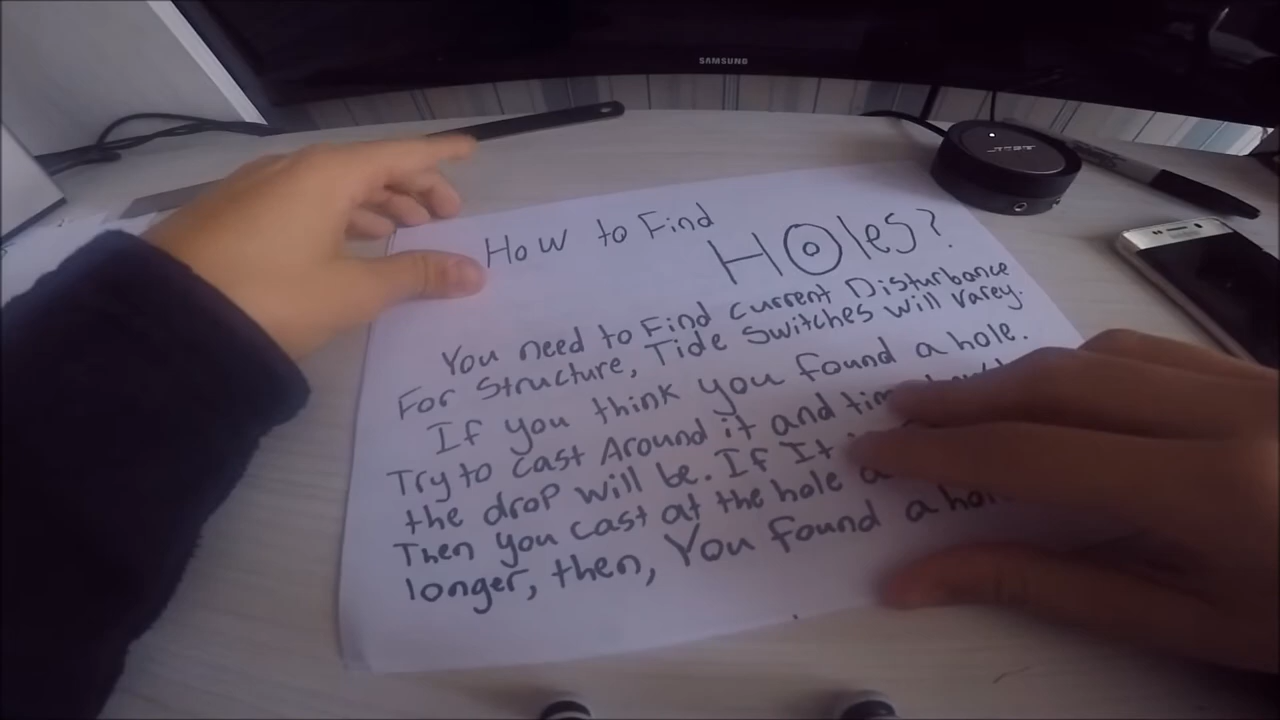 SAMSUNG
BOSE
How to Find
HOles?
You need to Find Current Disturbance
For Structure, Tide Switches will Varey.
If you think you found a hole.
Try to Cast Around it and
the drop will be. If It
Then you cast at the hole
longer, then, You found a